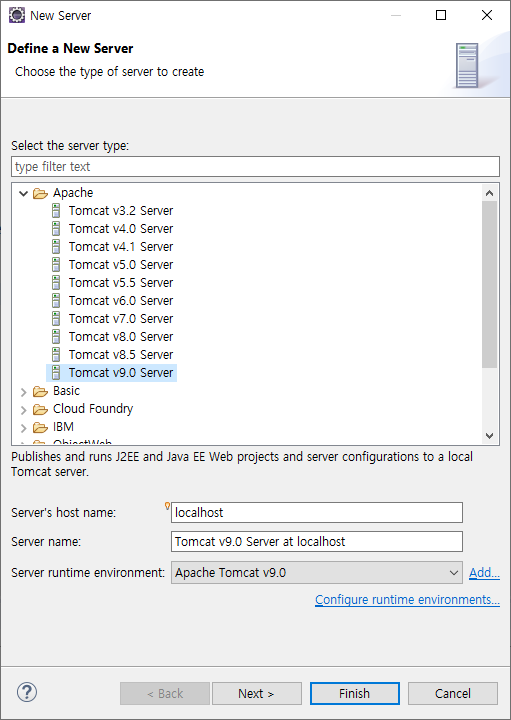 New Server
Define a New Server
Choose the type of server to create
Select the server type:
type filter text
Apache
Tomcat v3.2 Server
Tomcat v4.0 Server
Tomcat v4.1 Server
Tomcat v5.0 Server
Tomcat v5.5 Server
Tomcat v6.0 Server
Tomcat v7.0 Server
Tomcat v8.0 Server
Tomcat v8.5 Server
Tomcat v9.0 Server
Basic
Cloud Foundry
IBM
ObjectWeb
Publishes and runs J2EE and Java EE Web projects and server configurations to a local
Tomcat server.
Server's host name: localhost
Server name: Tomcat v9.0 Server at localhost
Server runtime environment: Apache Tomcat v9.0 Add...
Configure runtime environments...
? < Back Next > Finish Cancel